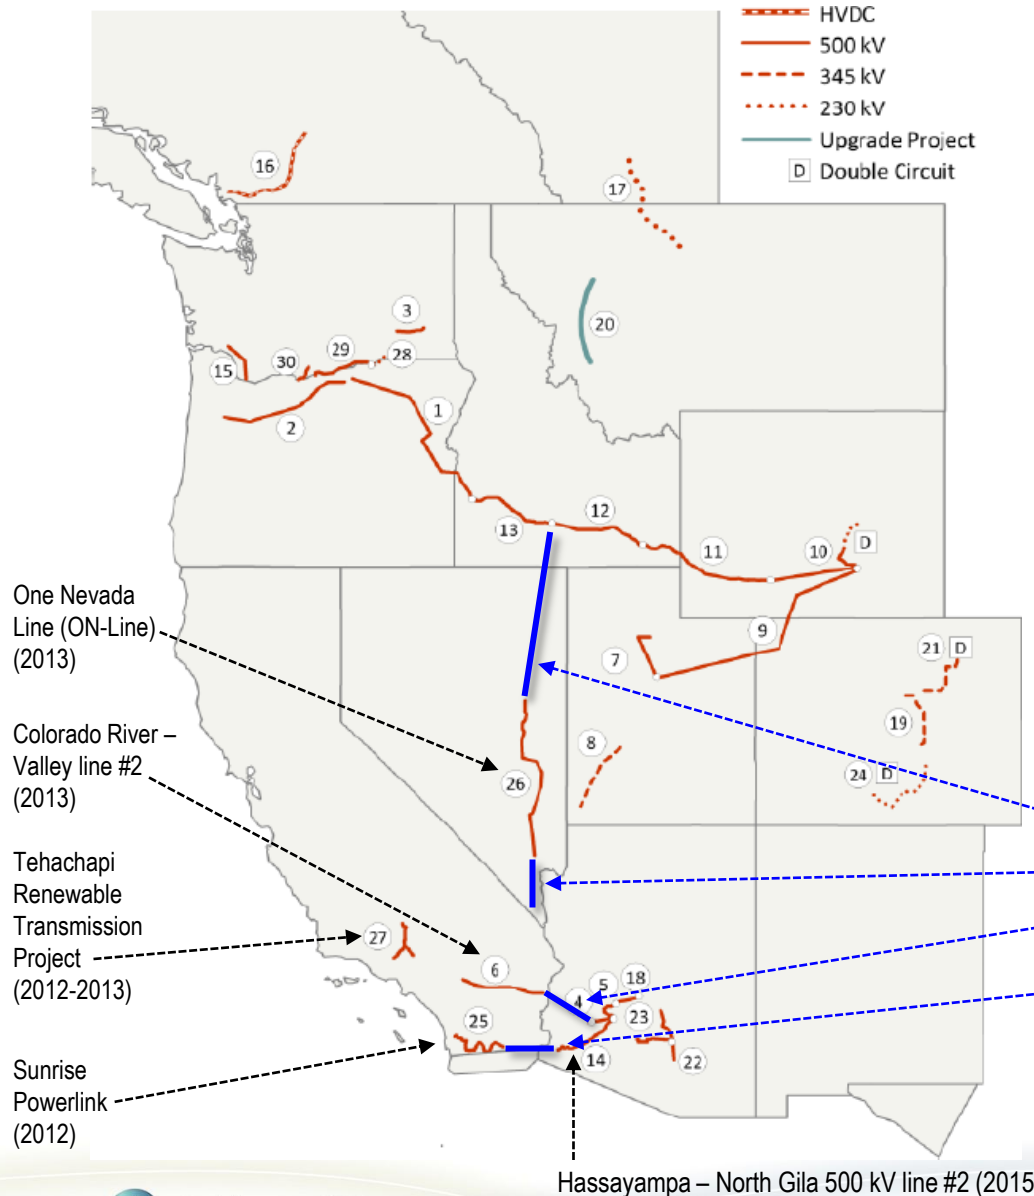 HVDC
500 kV
345 kV
230 kV
Upgrade Project
D Double Circuit
16
17
3
20
15
30
29
28
1
2
12
13
11
10
D
One Nevada
Line (ON-Line)
(2013)
9
7
21
D
19
8
24
D
26
Colorado River –
Valley line #2
(2013)
Tehachapi
Renewable
Transmission
Project
(2012-2013)
27
6
5
18
4
23
25
14
22
Sunrise
Powerlink
(2012)
Hassayampa – North Gila 500 kV line #2 (2015